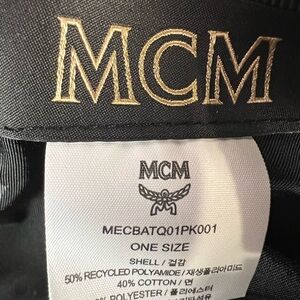 MCM
MCM
MECBATQ01PK001
ONE SIZE
SHELL / 겉감
50% RECYCLED POLYAMIDE / 재생폴리아미드
40% COTTON / 면
POLYESTER / 폴리에스터